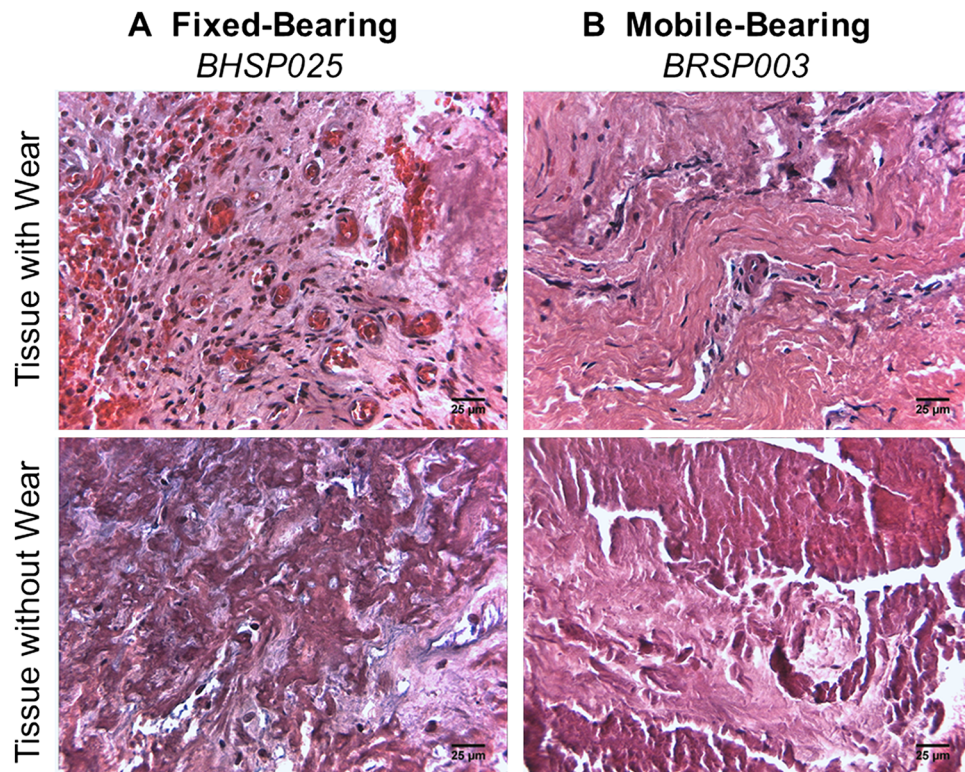 A Fixed-Bearing
BHSP025
B Mobile-Bearing
BRSP003
Tissue with Wear
25 µm
25 µm
Tissue without Wear
25 µm
25 µm